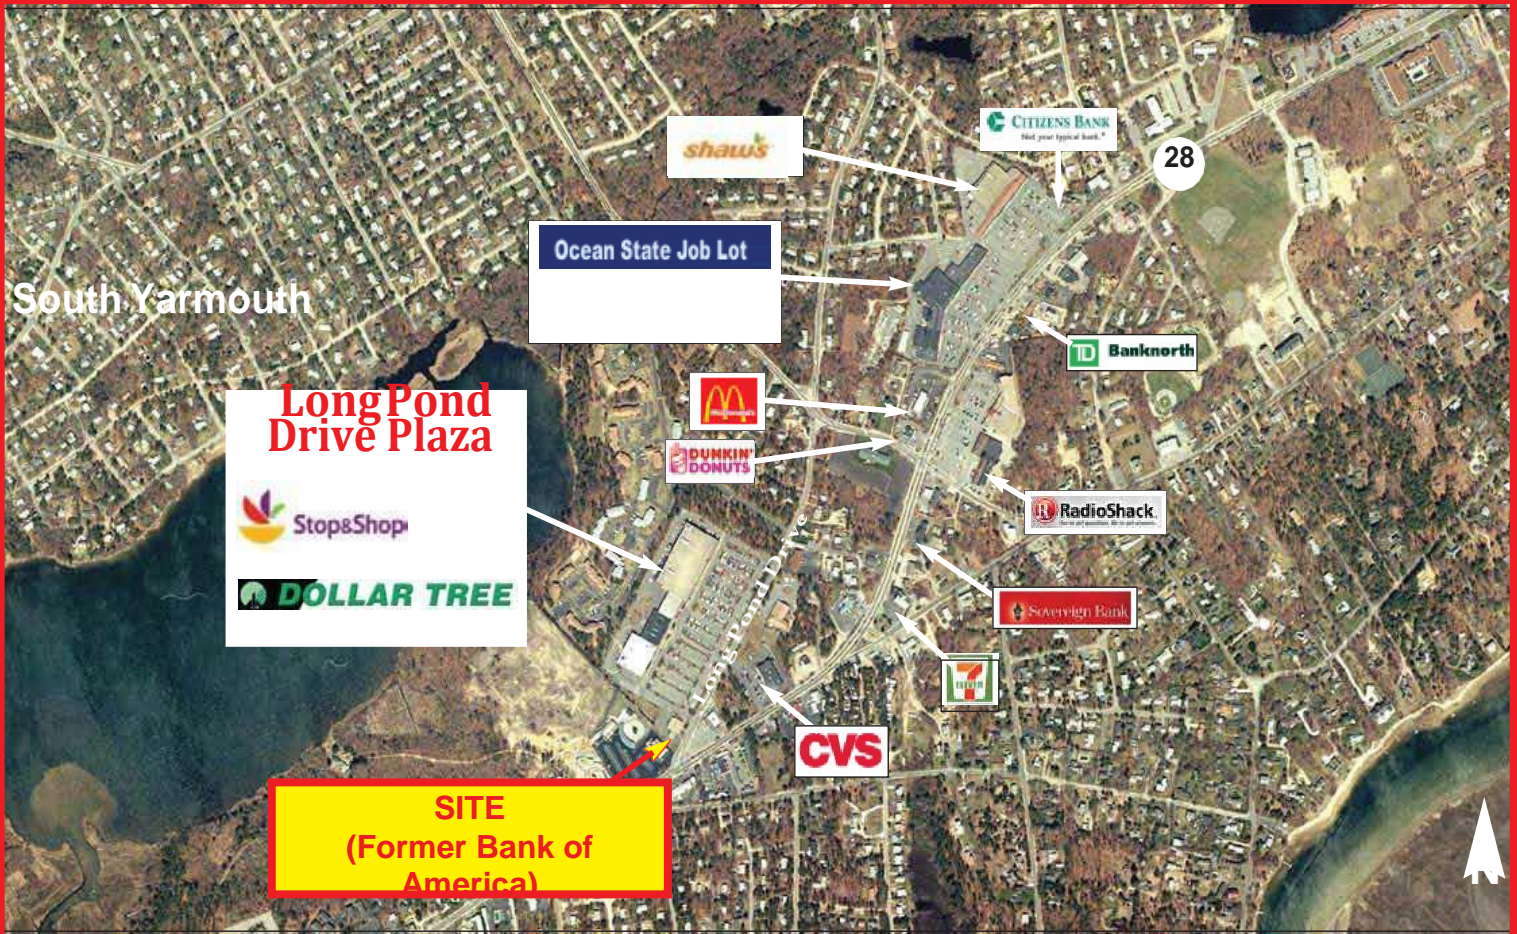 CITIZENS BANK
Not your typical bank.®
shaw's
28
Ocean State Job Lot
South Yarmouth
TD Banknorth
Long Pond
Drive Plaza
McDonald's
DUNKIN'
DONUTS
Stop&Shop
RadioShack
Long Pond Drive
DOLLAR TREE
Sovereign Bank
7
CVS
SITE
(Former Bank of
America)
N